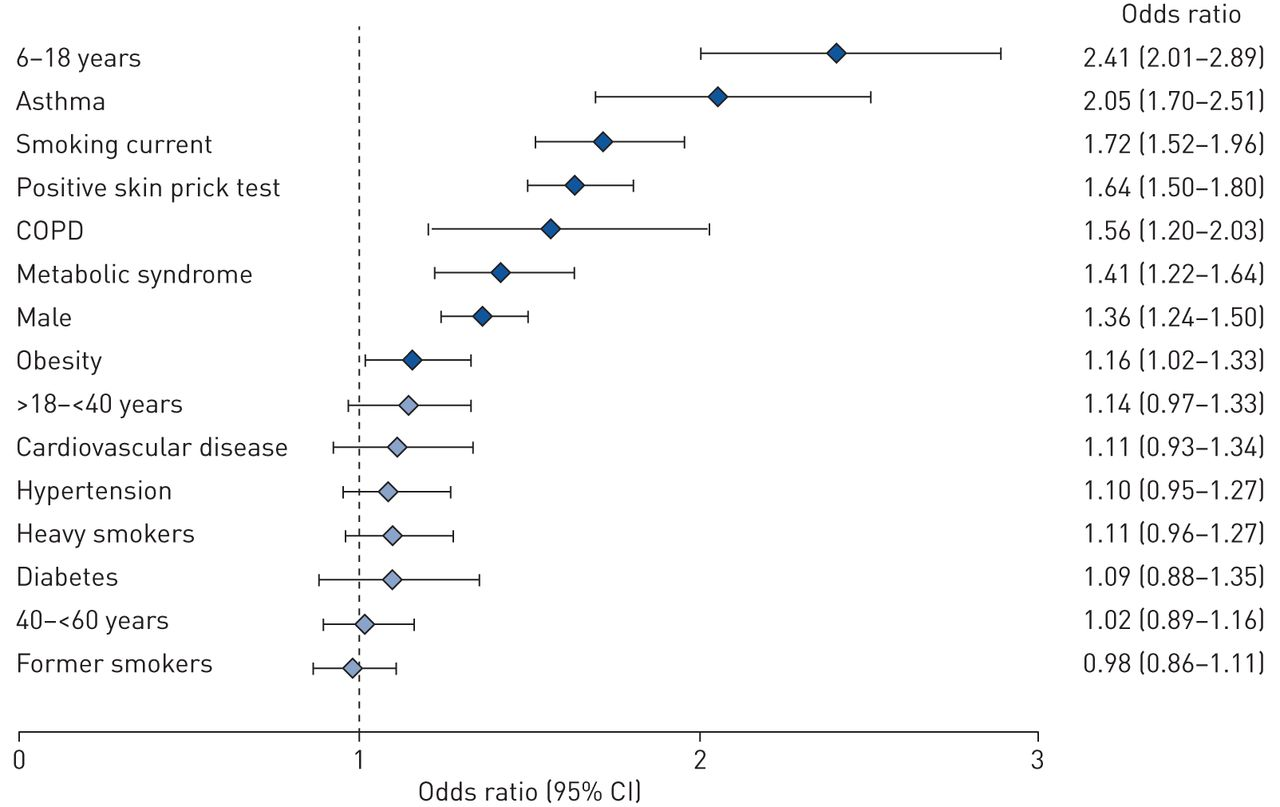 Odds ratio
6–18 years 2.41 (2.01–2.89)
Asthma 2.05 (1.70–2.51)
Smoking current 1.72 (1.52–1.96)
Positive skin prick test 1.64 (1.50–1.80)
COPD 1.56 (1.20–2.03)
Metabolic syndrome 1.41 (1.22–1.64)
Male 1.36 (1.24–1.50)
Obesity 1.16 (1.02–1.33)
>18–<40 years 1.14 (0.97–1.33)
Cardiovascular disease 1.11 (0.93–1.34)
Hypertension 1.10 (0.95–1.27)
Heavy smokers 1.11 (0.96–1.27)
Diabetes 1.09 (0.88–1.35)
40–<60 years 1.02 (0.89–1.16)
Former smokers 0.98 (0.86–1.11)
0 1 2 3
Odds ratio (95% CI)